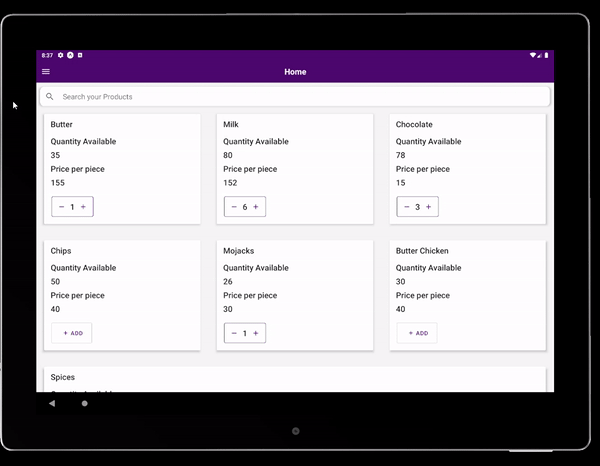 8:37
Home
Search your Products
Butter
Quantity Available
35
Price per piece
155
− 1 +
Milk
Quantity Available
80
Price per piece
152
− 6 +
Chocolate
Quantity Available
78
Price per piece
15
− 3 +
Chips
Quantity Available
50
Price per piece
40
+ ADD
Mojacks
Quantity Available
26
Price per piece
30
− 1 +
Butter Chicken
Quantity Available
30
Price per piece
40
+ ADD
Spices